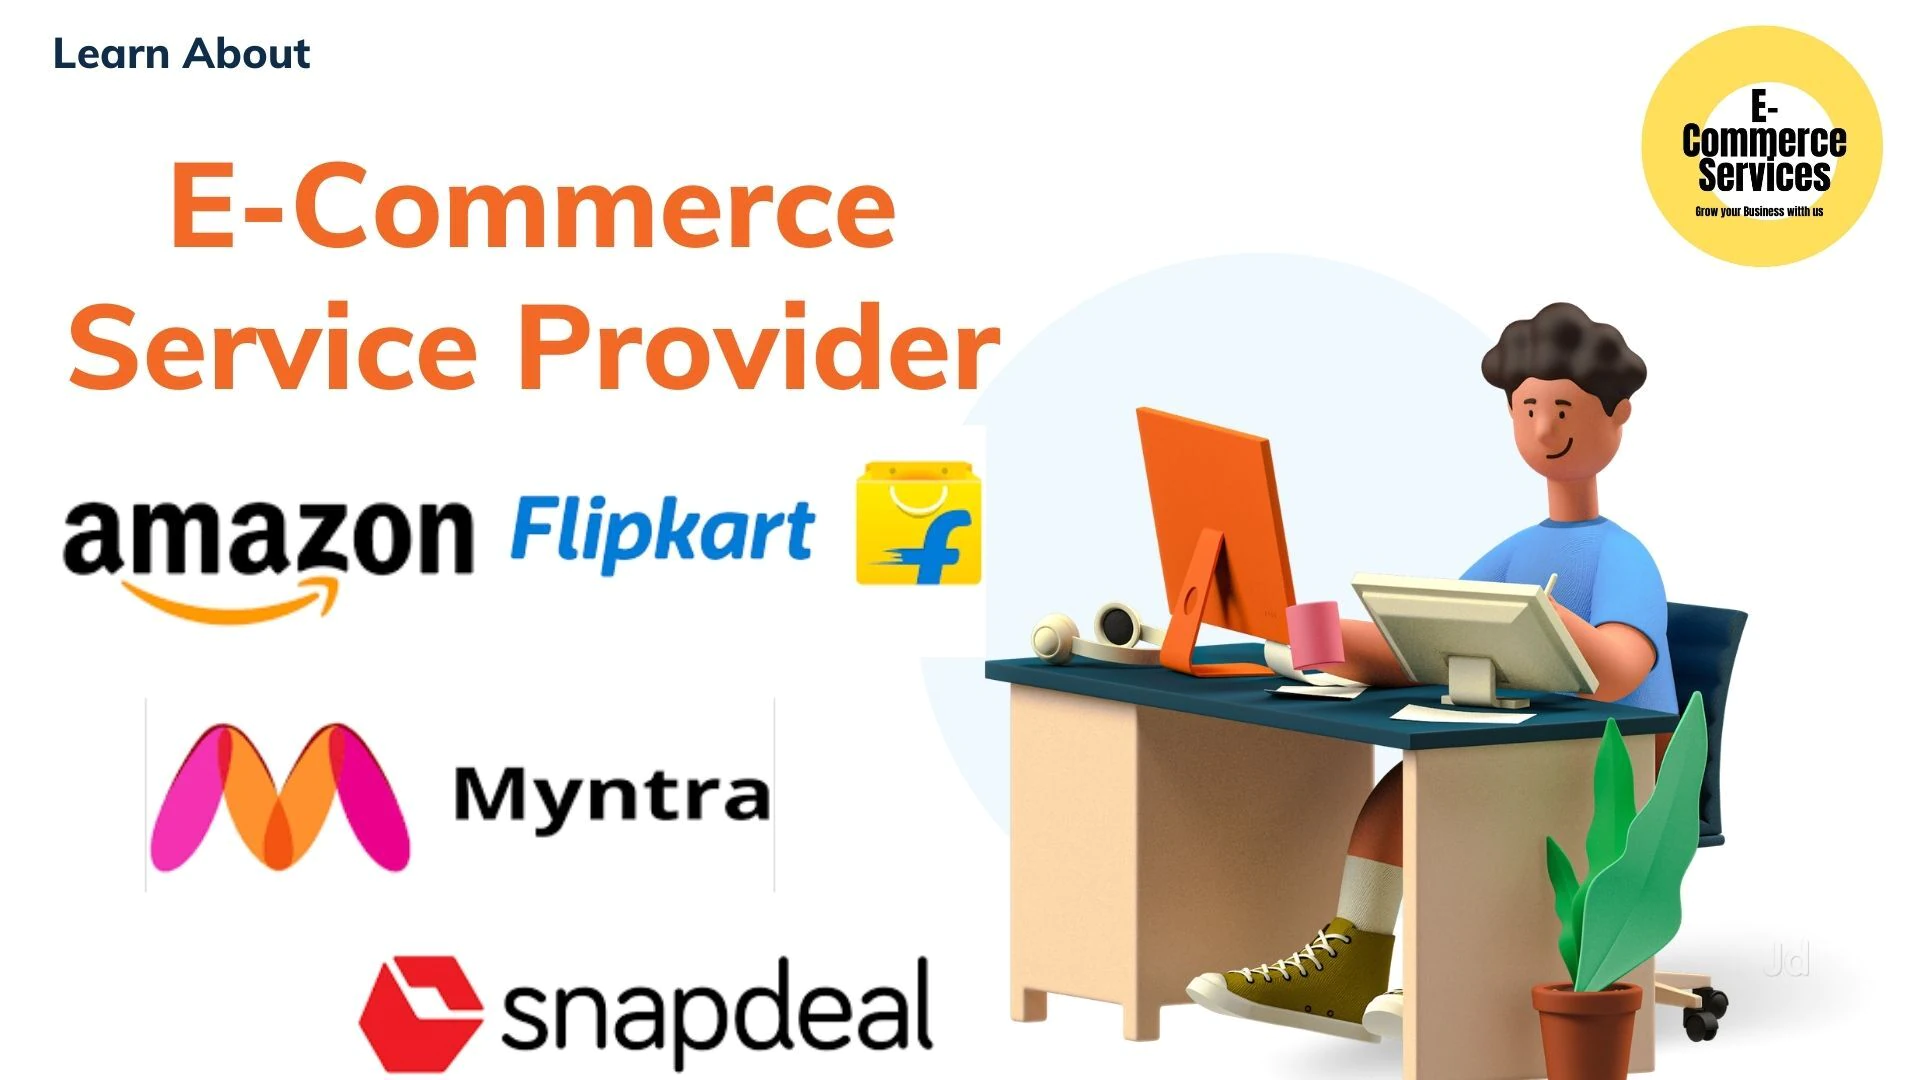 Learn About
E-
Commerce
Services
Grow your Business witth us
E-Commerce
Service Provider
amazon Flipkart f
Myntra
snapdeal
Jd